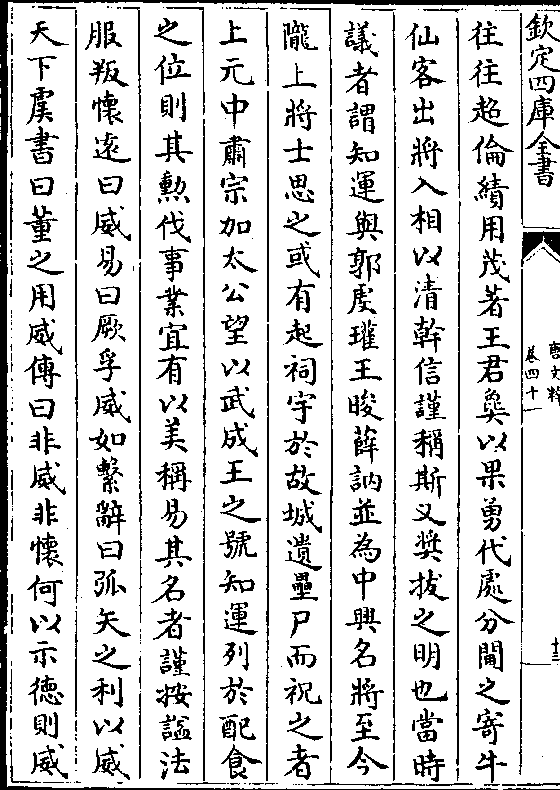 欽定四庫全書
唐文粹
卷四十一
十三
往往超倫績用茂著王君㚟以果勇代處分閫之寄牛
仙客出將入相以清幹信謹稱斯又奬拔之明也當時
議者謂知運與郭虔瓘王晙薛訥並為中興名將至今
隴上將士思之或有起祠宇於故城遺壘尸而祝之者
上元中肅宗加太公望以武成王之號知運列於配食
之位則其勲伐事業宜有以美稱易其名者謹按諡法
服叛懷遠曰威易曰厥孚威如繫辭曰弧矢之利以威
天下虞書曰董之用威傳曰非威非懷何以示德則威